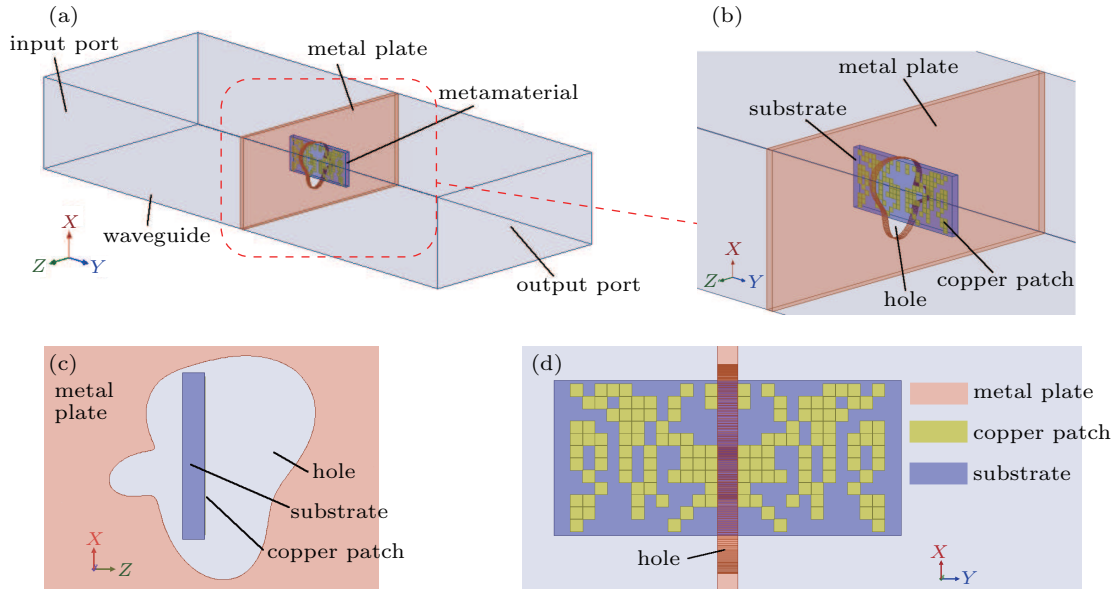 (a)
input port
metal plate
metamaterial
waveguide
output port
X
Z
Y
(b)
metal plate
substrate
copper patch
hole
X
Z
Y
(c)
metal
plate
hole
substrate
copper patch
X
Z
(d)
metal plate
copper patch
substrate
hole
X
Y